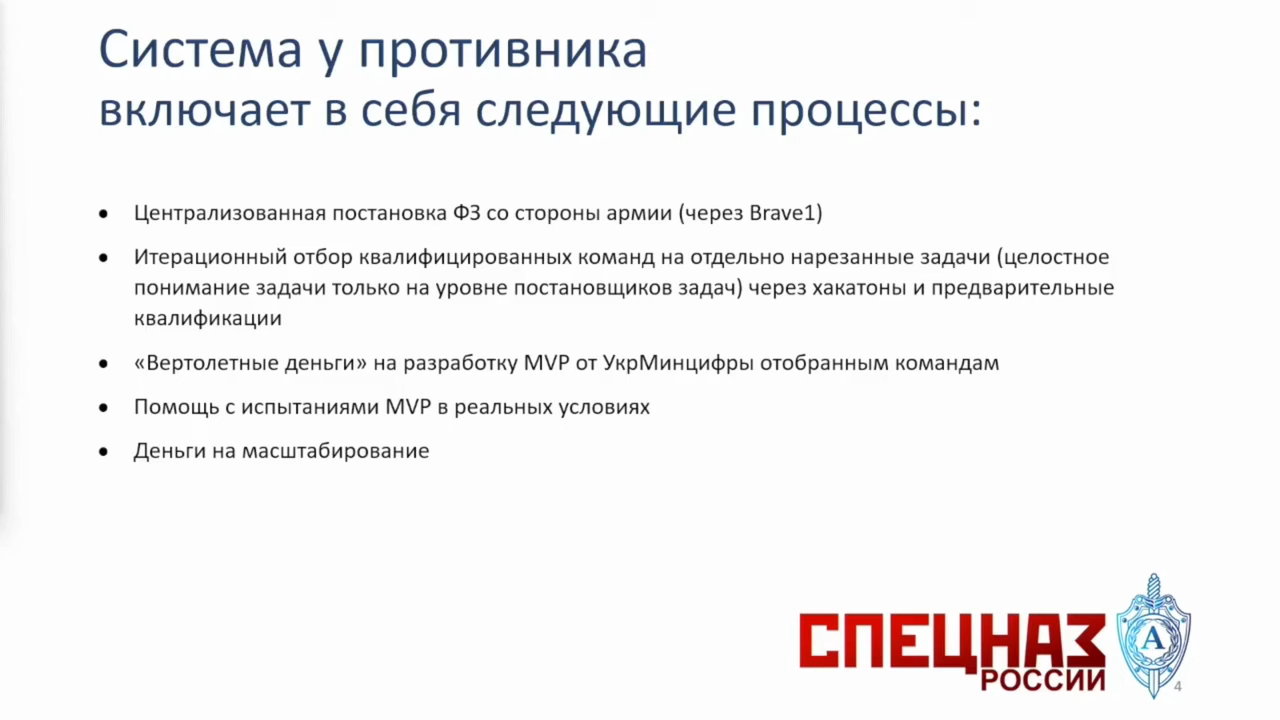 Система у противника
включает в себя следующие процессы:
• Централизованная постановка ФЗ со стороны армии (через Brave1)
• Итерационный отбор квалифицированных команд на отдельно нарезанные задачи (целостное
понимание задачи только на уровне постановщиков задач) через хакатоны и предварительные
квалификации
• «Вертолетные деньги» на разработку MVP от УкрМинцифры отобранным командам
• Помощь с испытаниями MVP в реальных условиях
• Деньги на масштабирование
СПЕЦНАЗ
РОССИИ
А
4